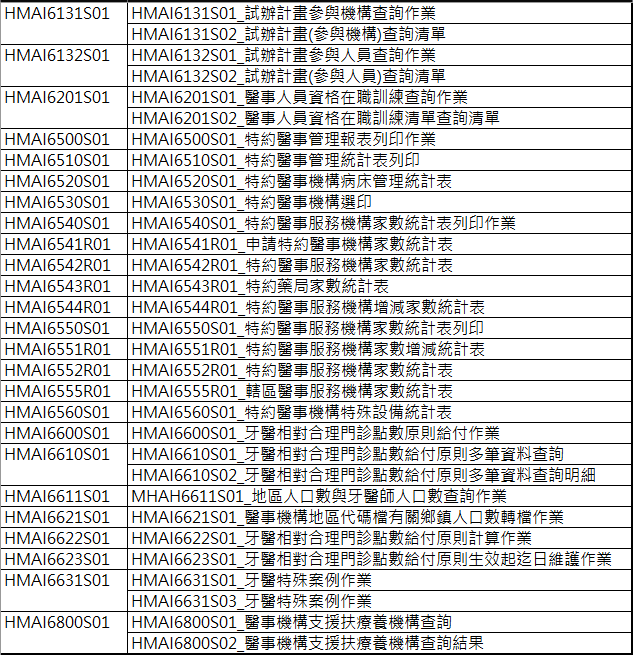 HMAI6131S01 HMAI6131S01_試辦計畫參與機構查詢作業
HMAI6131S02_試辦計畫(參與機構)查詢清單
HMAI6132S01 HMAI6132S01_試辦計畫參與人員查詢作業
HMAI6132S02_試辦計畫(參與人員)查詢清單
HMAI6201S01 HMAI6201S01_醫事人員資格在職訓練查詢作業
HMAI6201S02_醫事人員資格在職訓練清單查詢清單
HMAI6500S01 HMAI6500S01_特約醫事管理報表列印作業
HMAI6510S01 HMAI6510S01_特約醫事管理統計表列印
HMAI6520S01 HMAI6520S01_特約醫事機構病床管理統計表
HMAI6530S01 HMAI6530S01_特約醫事機構選印
HMAI6540S01 HMAI6540S01_特約醫事服務機構家數統計表列印作業
HMAI6541R01 HMAI6541R01_申請特約醫事機構家數統計表
HMAI6542R01 HMAI6542R01_特約醫事服務機構家數統計表
HMAI6543R01 HMAI6543R01_特約藥局家數統計表
HMAI6544R01 HMAI6544R01_特約醫事服務機構增減家數統計表
HMAI6550S01 HMAI6550S01_特約醫事服務機構家數統計表列印
HMAI6551R01 HMAI6551R01_特約醫事服務機構家數增減統計表
HMAI6552R01 HMAI6552R01_特約醫事服務機構家數統計表
HMAI6555R01 HMAI6555R01_轄區醫事服務機構家數統計表
HMAI6560S01 HMAI6560S01_特約醫事機構特殊設備統計表
HMAI6600S01 HMAI6600S01_牙醫相對合理門診點數原則給付作業
HMAI6610S01 HMAI6610S01_牙醫相對合理門診點數給付原則多筆資料查詢
HMAI6610S02_牙醫相對合理門診點數給付原則多筆資料查詢明細
HMAI6611S01 MHAH6611S01_地區人口數與牙醫師人口數查詢作業
HMAI6621S01 HMAI6621S01_醫事機構地區代碼檔有關鄉鎮人口數轉檔作業
HMAI6622S01 HMAI6622S01_牙醫相對合理門診點數給付原則計算作業
HMAI6623S01 HMAI6623S01_牙醫相對合理門診點數給付原則生效起迄日維護作業
HMAI6631S01 HMAI6631S01_牙醫特殊案例作業
HMAI6631S03_牙醫特殊案例作業
HMAI6800S01 HMAI6800S01_醫事機構支援扶療養機構查詢
HMAI6800S02_醫事機構支援扶療養機構查詢結果